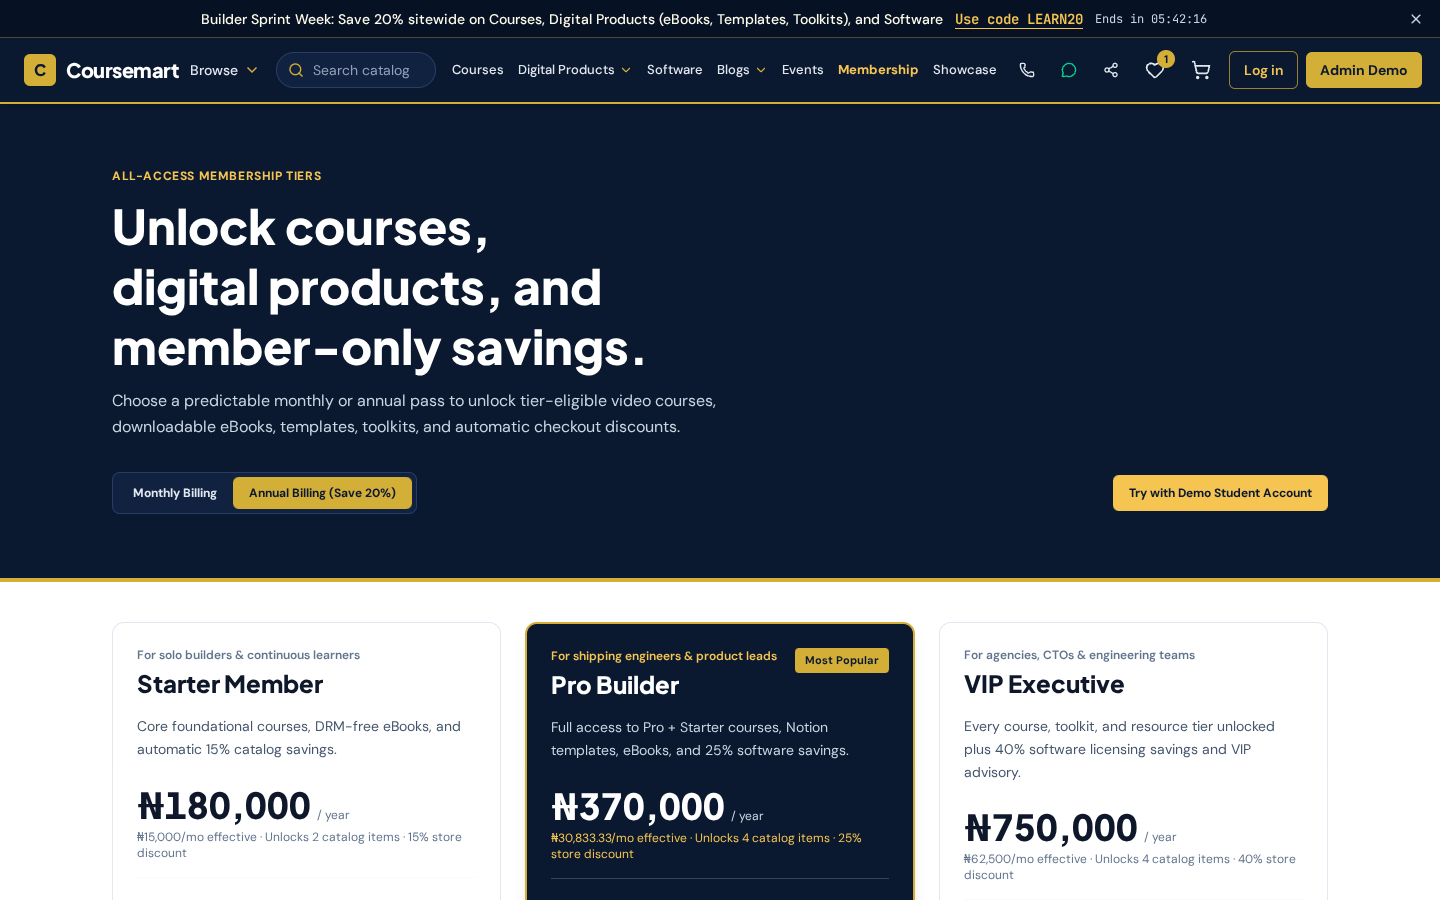 Builder Sprint Week: Save 20% sitewide on Courses, Digital Products (eBooks, Templates, Toolkits), and Software Use code LEARN20 Ends in 05:42:16
C Coursemart Browse Search catalog Courses Digital Products Software Blogs Events Membership Showcase 1 Log in Admin Demo
ALL-ACCESS MEMBERSHIP TIERS
Unlock courses,
digital products, and
member-only savings.
Choose a predictable monthly or annual pass to unlock tier-eligible video courses,
downloadable eBooks, templates, toolkits, and automatic checkout discounts.
Monthly Billing Annual Billing (Save 20%) Try with Demo Student Account
For solo builders & continuous learners
Starter Member
Core foundational courses, DRM-free eBooks, and
automatic 15% catalog savings.
₦180,000 / year
₦15,000/mo effective · Unlocks 2 catalog items · 15% store
discount
For shipping engineers & product leads
Most Popular
Pro Builder
Full access to Pro + Starter courses, Notion
templates, eBooks, and 25% software savings.
₦370,000 / year
₦30,833.33/mo effective · Unlocks 4 catalog items · 25%
store discount
For agencies, CTOs & engineering teams
VIP Executive
Every course, toolkit, and resource tier unlocked
plus 40% software licensing savings and VIP
advisory.
₦750,000 / year
₦62,500/mo effective · Unlocks 4 catalog items · 40% store
discount